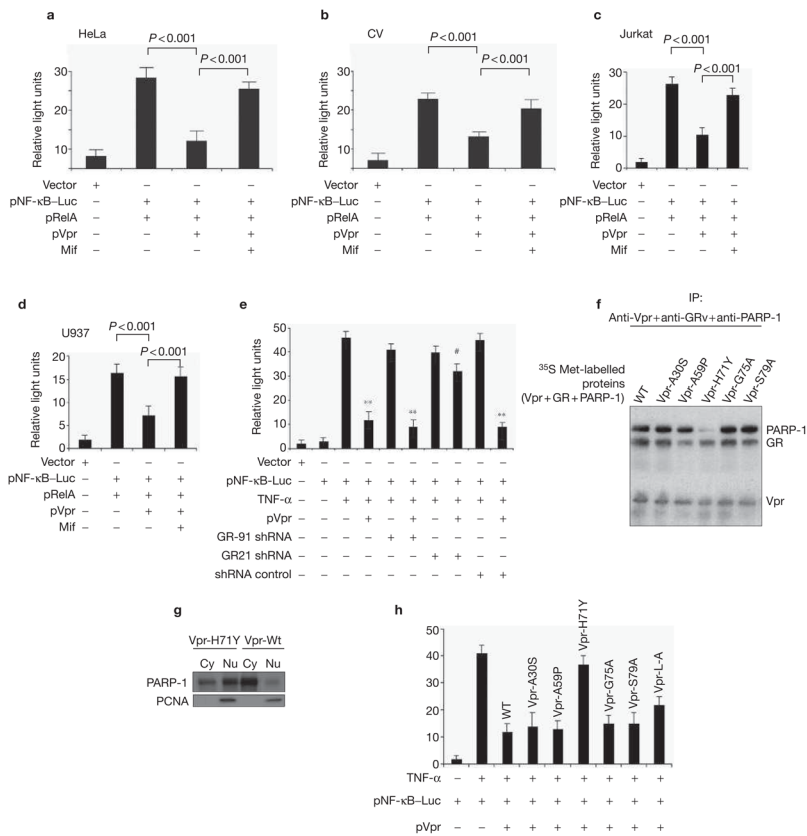 a
HeLa
P<0.001
P<0.001
Relative light units
30
20
10
Vector + – – – –
pNF-κB–Luc – + + +
pRelA – + + +
pVpr – – + +
Mif – – – +
b
CV
P<0.001
P<0.001
Relative light units
30
20
10
Vector + – – –
pNF-κB–Luc – + + +
pRelA – + + +
pVpr – – + +
Mif – – – +
c
Jurkat
P<0.001
P<0.001
Relative light units
30
20
10
0
Vector + – – –
pNF-κB–Luc – + + +
pRelA – + + +
pVpr – – + +
Mif – – – +
d
U937
P<0.001
P<0.001
Relative light units
20
15
10
5
0
Vector + – – –
pNF-κB–Luc – + + +
pRelA – + + +
pVpr – – + +
Mif – – – +
e
Relative light units
50
40
30
20
10
0
** ** # **
Vector + – – – – – – – – –
pNF-κB-Luc – + + + + + + + + +
TNF-α – – + + + + + + + +
pVpr – – – + – + – + – +
GR-91 shRNA – – – – + + – – – –
GR21 shRNA – – – – – – + + – –
shRNA control – – – – – – – – + +
f
IP:
Anti-Vpr+anti-GRv+anti-PARP-1
35S Met-labelled
proteins
(Vpr+GR+PARP-1)
WT
Vpr-A30S
Vpr-A59P
Vpr-H71Y
Vpr-G75A
Vpr-S79A
PARP-1
GR
Vpr
g
Vpr-H71Y Vpr-Wt
Cy Nu Cy Nu
PARP-1
PCNA
h
50
40
30
20
10
0
WT
Vpr-A30S
Vpr-A59P
Vpr-H71Y
Vpr-G75A
Vpr-S79A
Vpr-L-A
TNF-α – + + + + + + + +
pNF-κB–Luc + + + + + + + + +
pVpr + + + + + + +